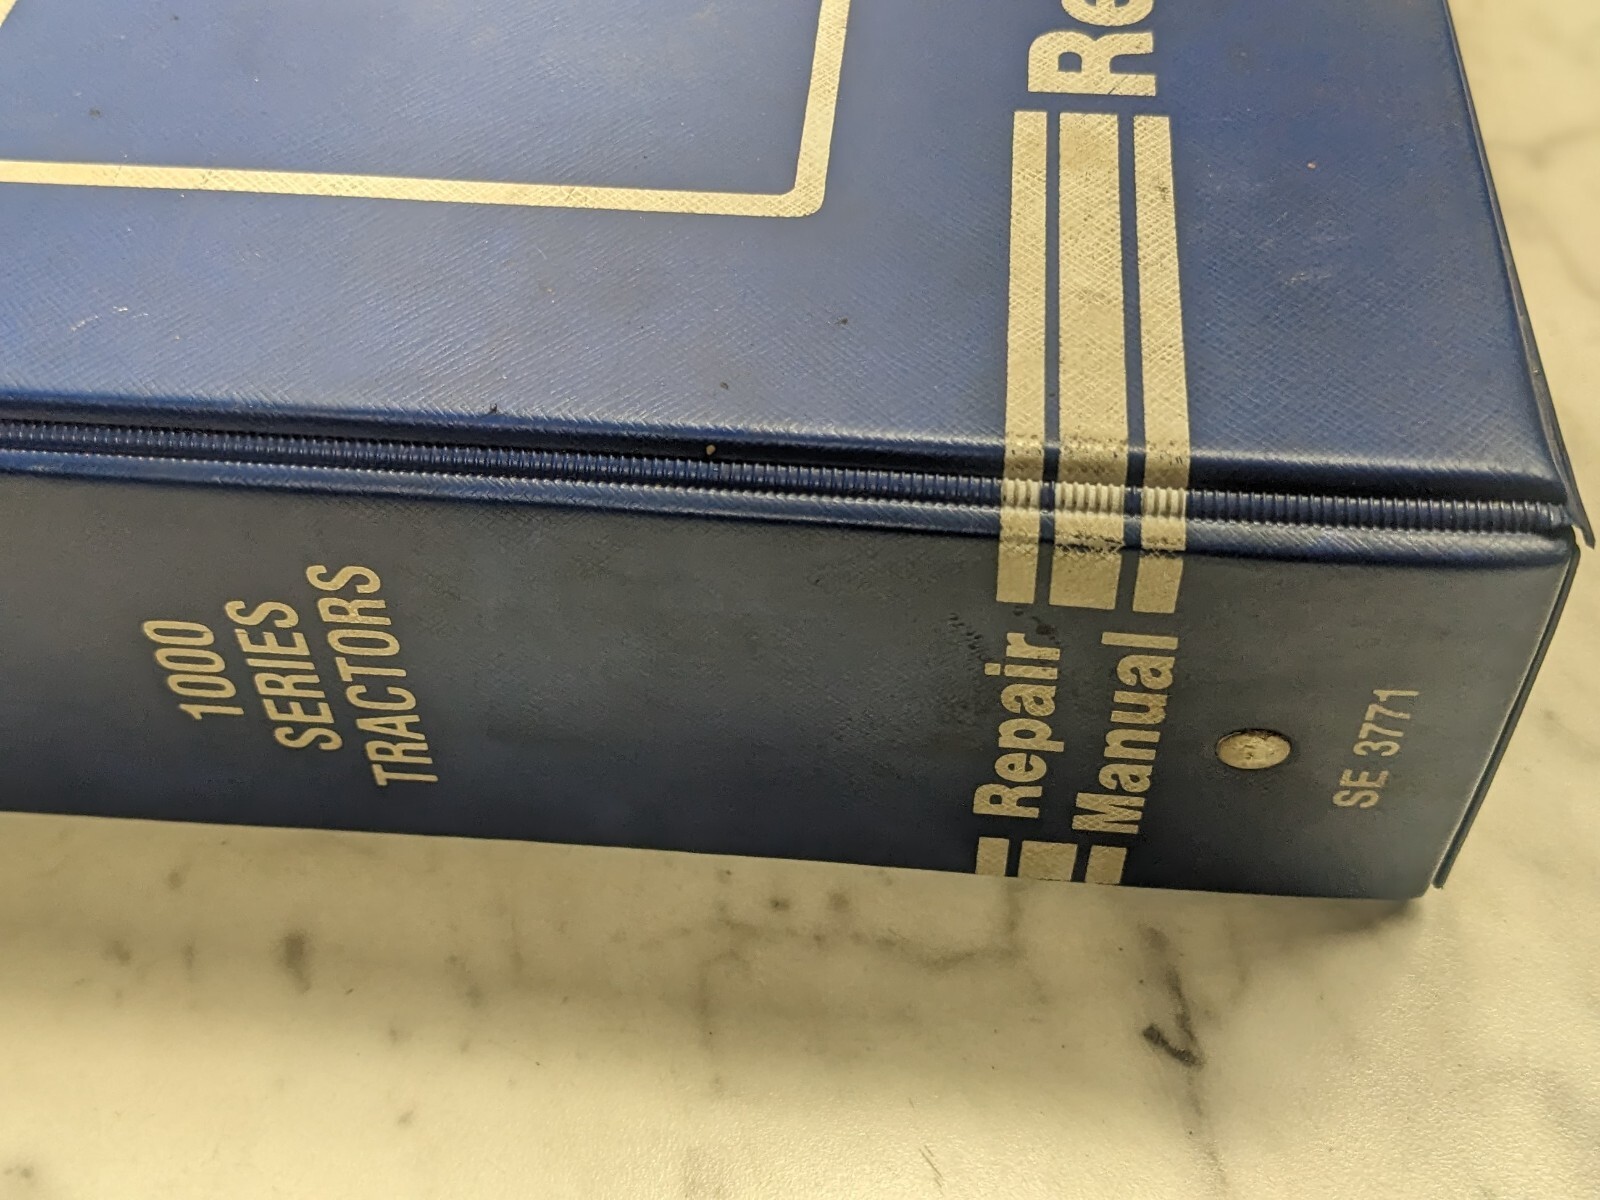 1000
SERIES
TRACTORS
Repair
Manual
SE 3771
Re